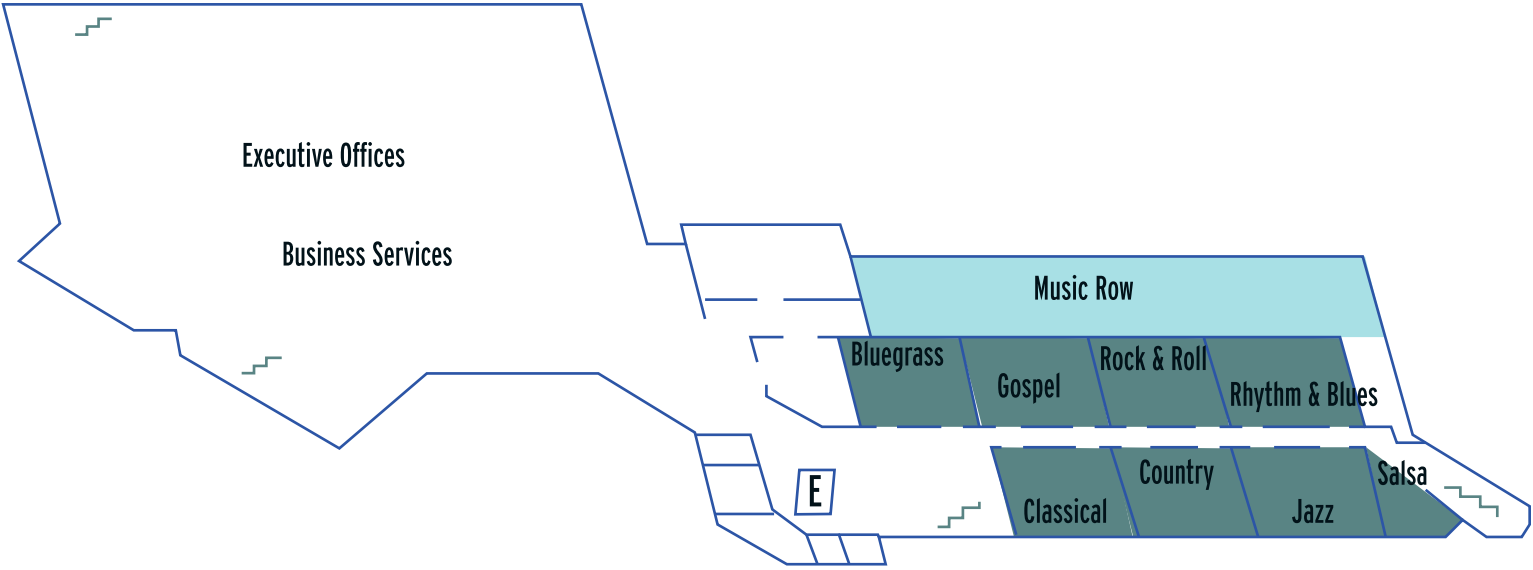 Executive Offices
Business Services
Music Row
Bluegrass
Gospel
Rock & Roll
Rhythm & Blues
E
Classical
Country
Jazz
Salsa